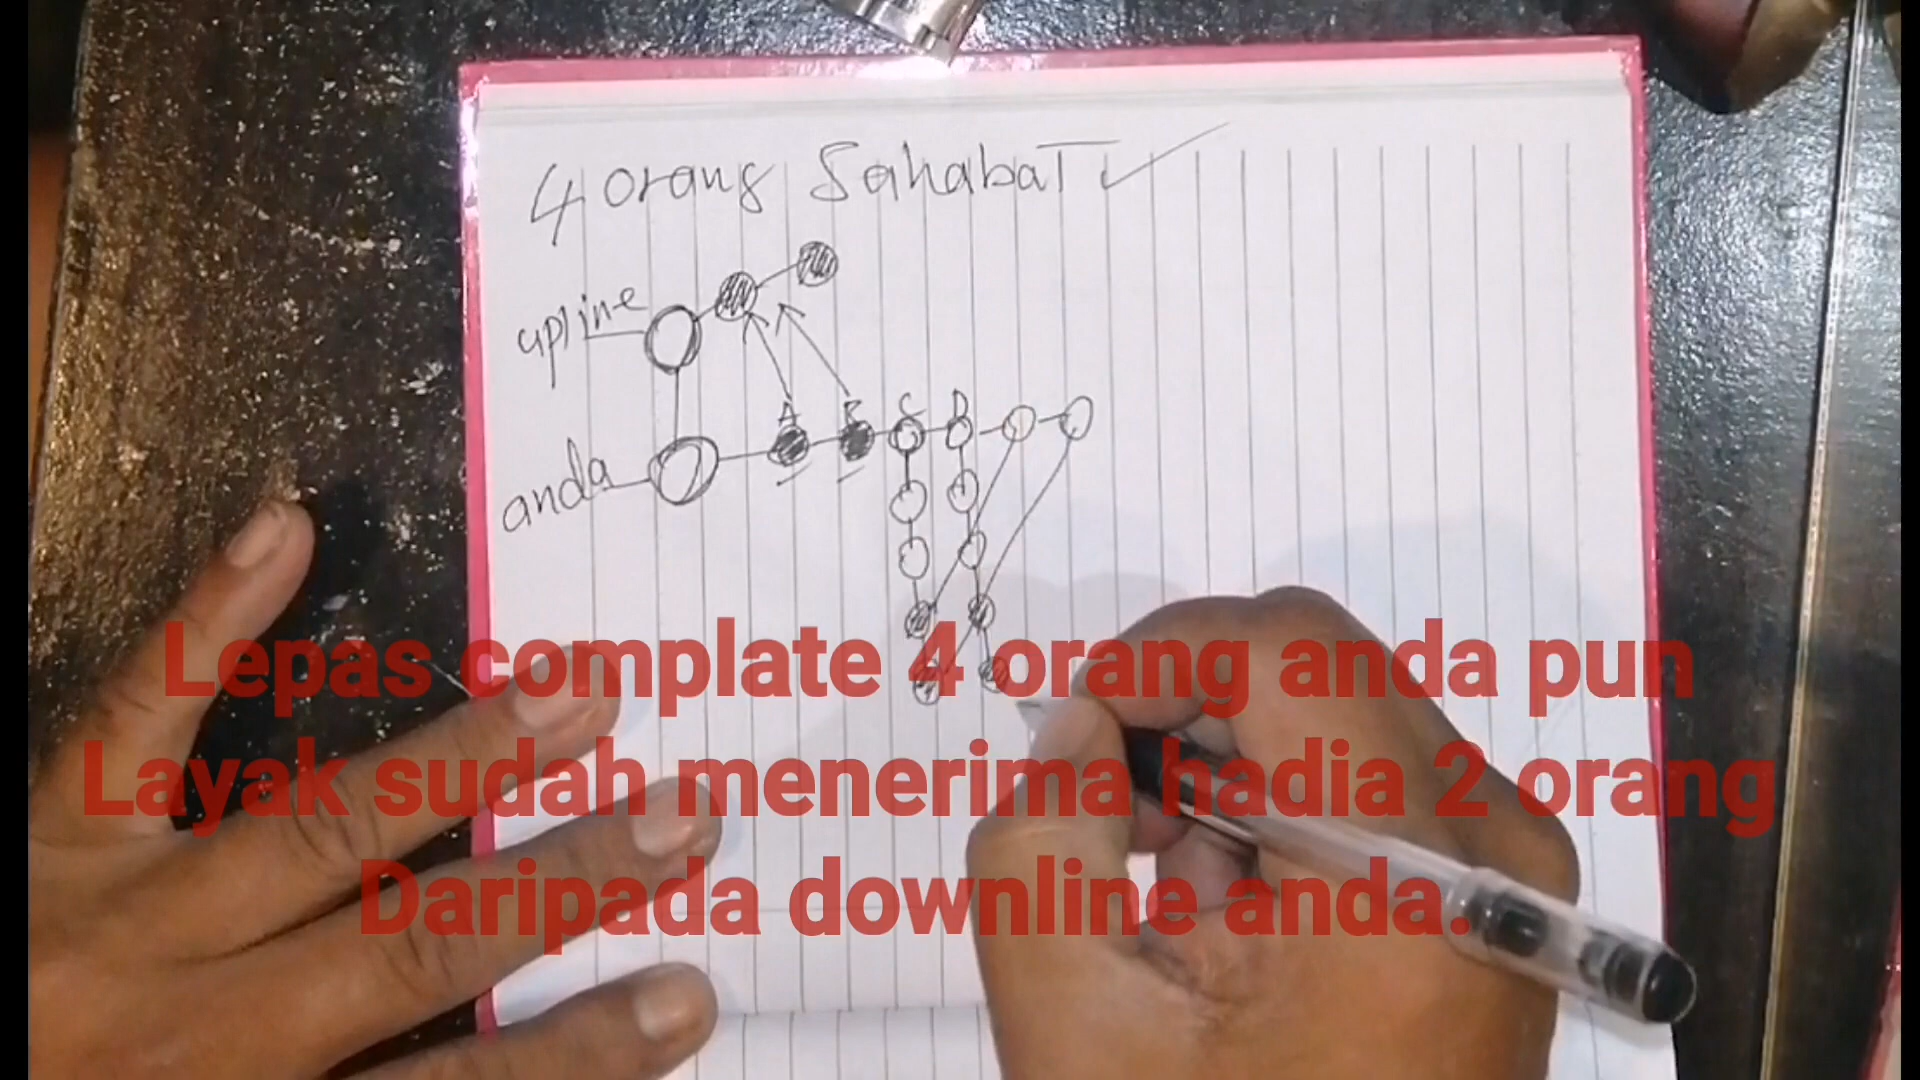 4 orang SahabaT
upline
A B C D
anda
Lepas complate 4 orang anda pun
Layak sudah menerima hadia 2 orang
Daripada downline anda.